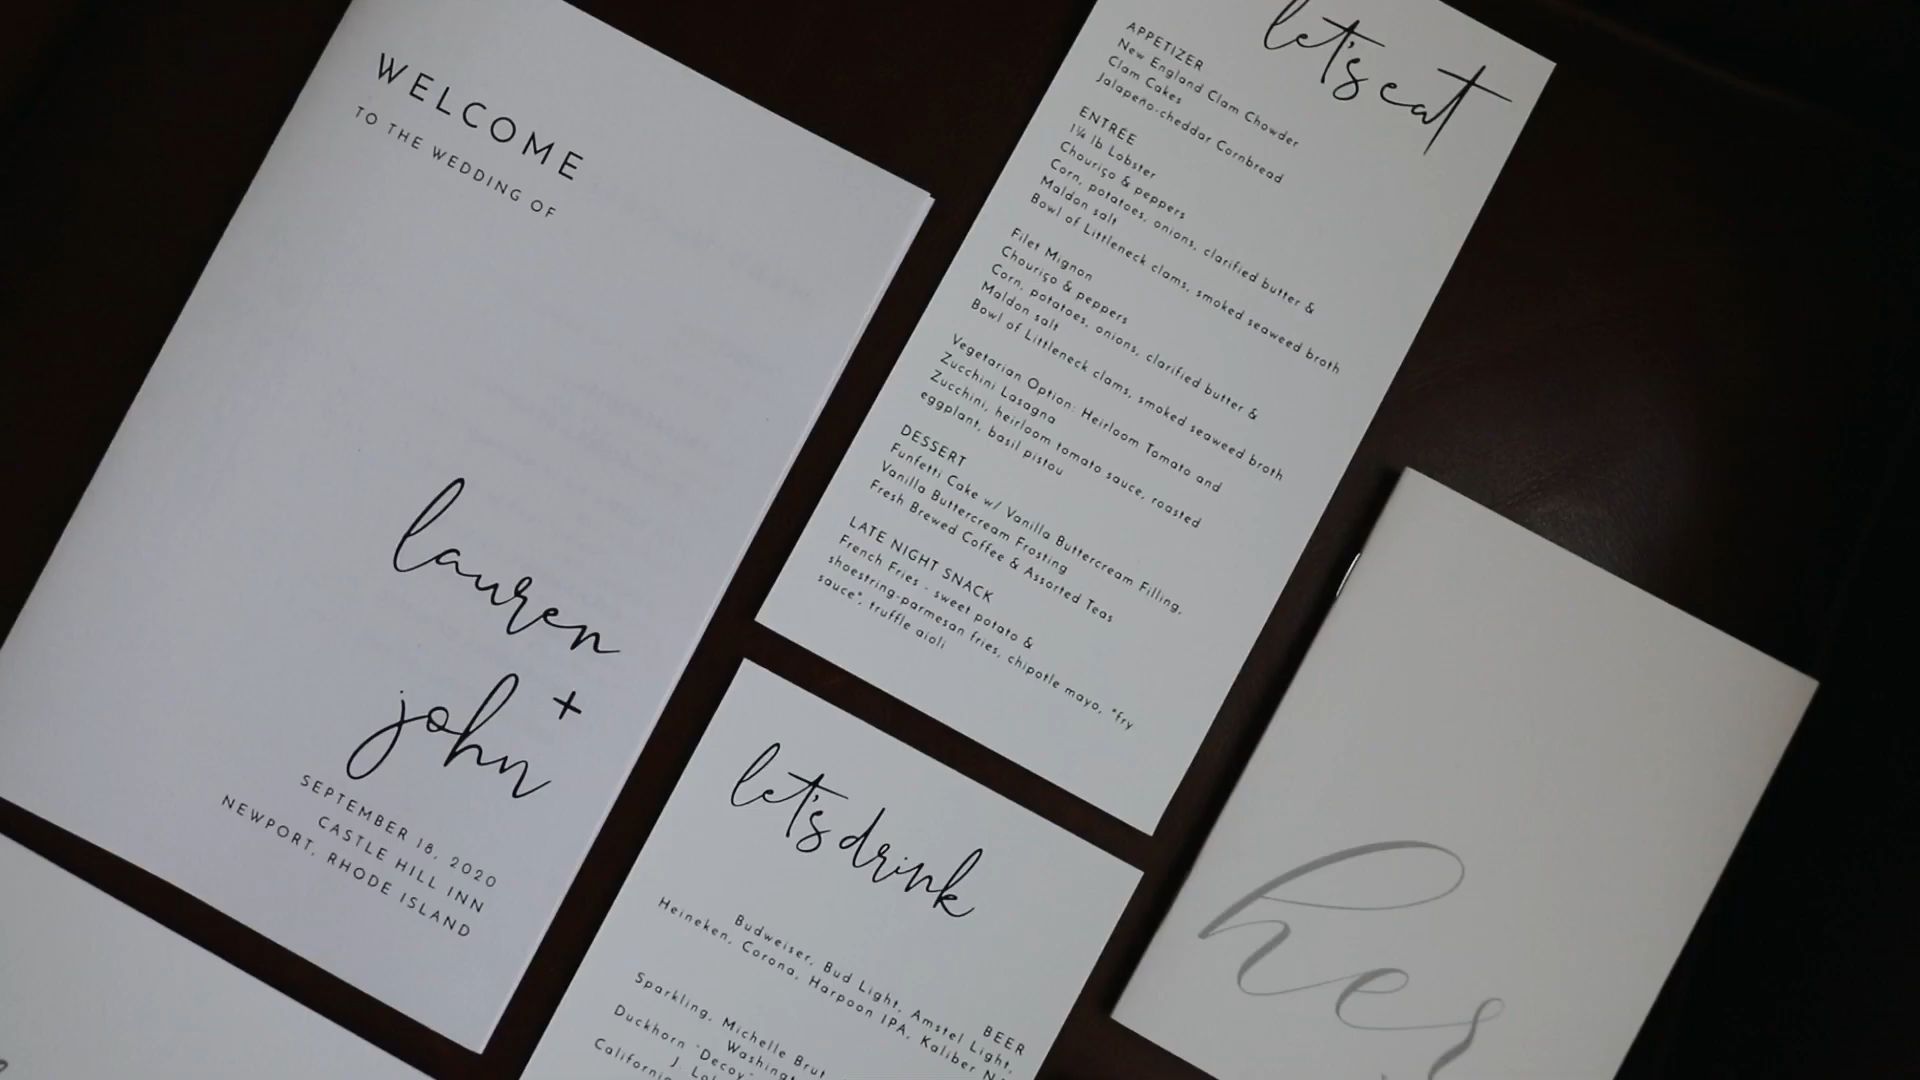 WELCOME
TO THE WEDDING OF
lauren
+
john
SEPTEMBER 18, 2020
CASTLE HILL INN
NEWPORT, RHODE ISLAND
let's eat
APPETIZER
New England Clam Chowder
Clam Cakes
Jalapeño-cheddar Cornbread
ENTREE
1¼ lb Lobster
Chouriço & peppers
Corn, potatoes, onions, clarified butter &
Maldon salt
Bowl of Littleneck clams, smoked seaweed broth
Filet Mignon
Chouriço & peppers
Corn, potatoes, onions, clarified butter &
Maldon salt
Bowl of Littleneck clams, smoked seaweed broth
Vegetarian Option: Heirloom Tomato and
Zucchini Lasagna
Zucchini, heirloom tomato sauce, roasted
eggplant, basil pistou
DESSERT
Funfetti Cake w/ Vanilla Buttercream Filling,
Vanilla Buttercream Frosting
Fresh Brewed Coffee & Assorted Teas
LATE NIGHT SNACK
French Fries - sweet potato &
shoestring-parmesan fries, chipotle mayo, "fry
sauce", truffle aioli
let's drink
BEER
Budweiser, Bud Light, Amstel Light,
Heineken, Corona, Harpoon IPA, Kaliber
Sparkling, Michelle Brut
Duckhorn "Decoy"
J.
her